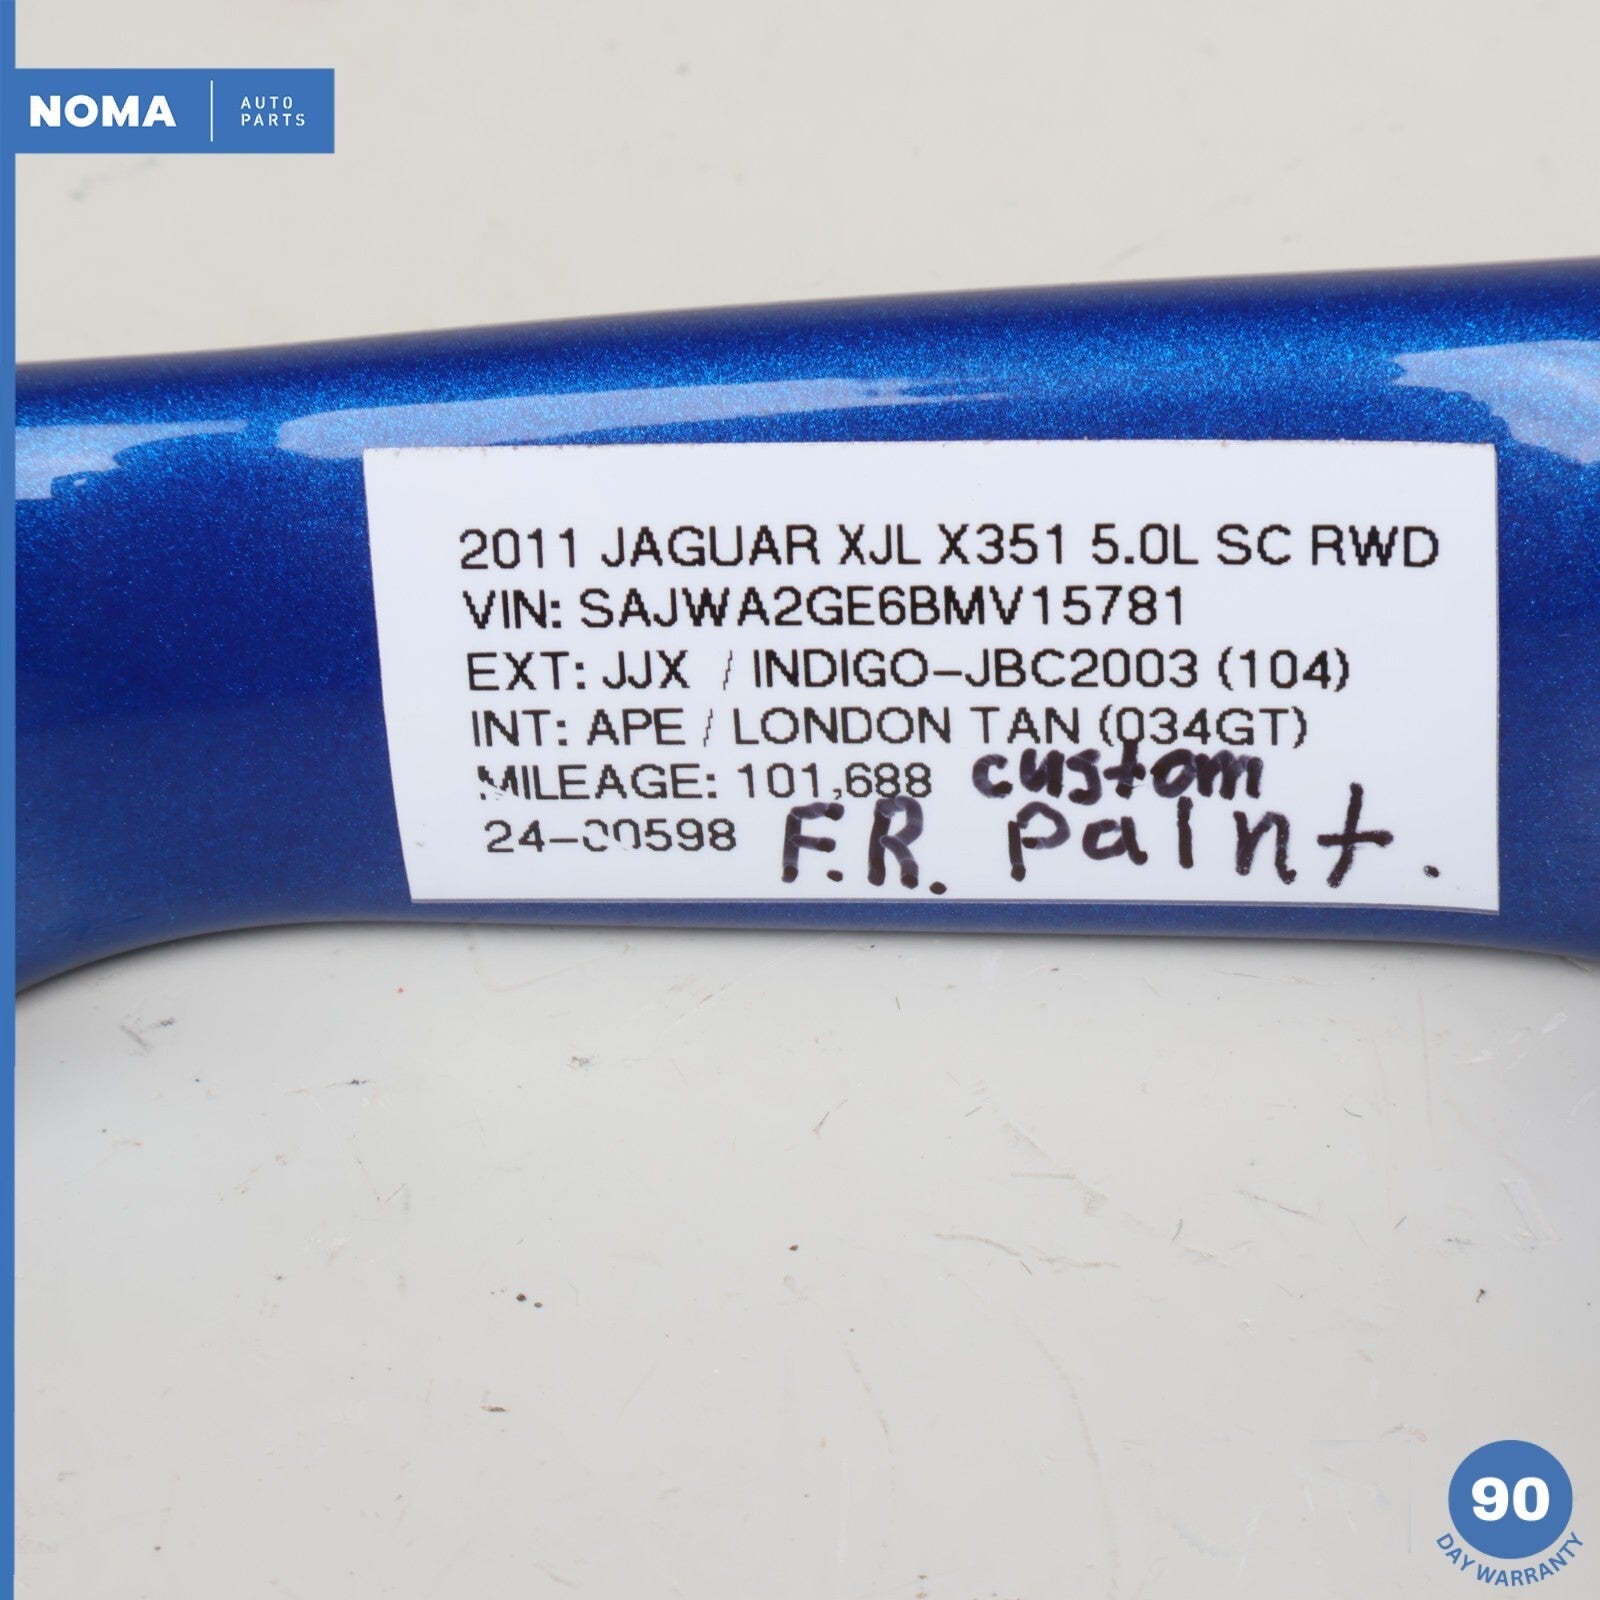 NOMA
AUTO
PARTS
2011 JAGUAR XJL X351 5.0L SC RWD
VIN: SAJWA2GE6BMV15781
EXT: JJX / INDIGO-JBC2003 (104)
INT: APE / LONDON TAN (034GT)
MILEAGE: 101,688 custom
24-00598 F.R. paint.
90
DAY WARRANTY